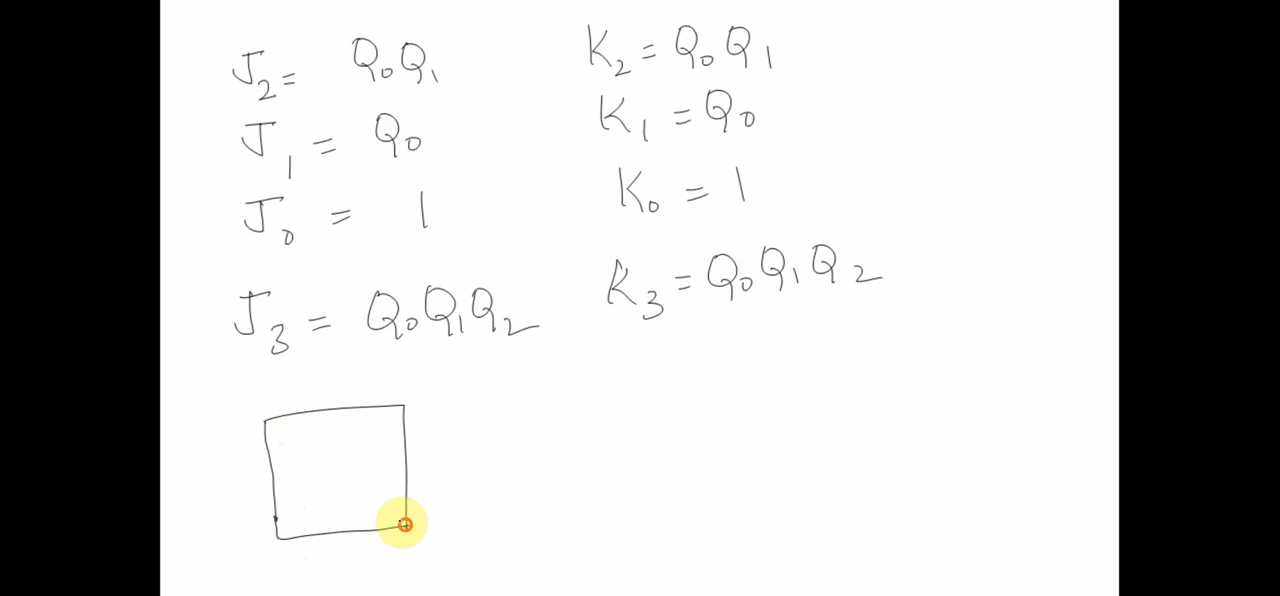 J₂ = Q₀Q₁ K₂ = Q₀Q₁
J₁ = Q₀ K₁ = Q₀
J₀ = 1 K₀ = 1
J₃ = Q₀Q₁Q₂ K₃ = Q₀Q₁Q₂